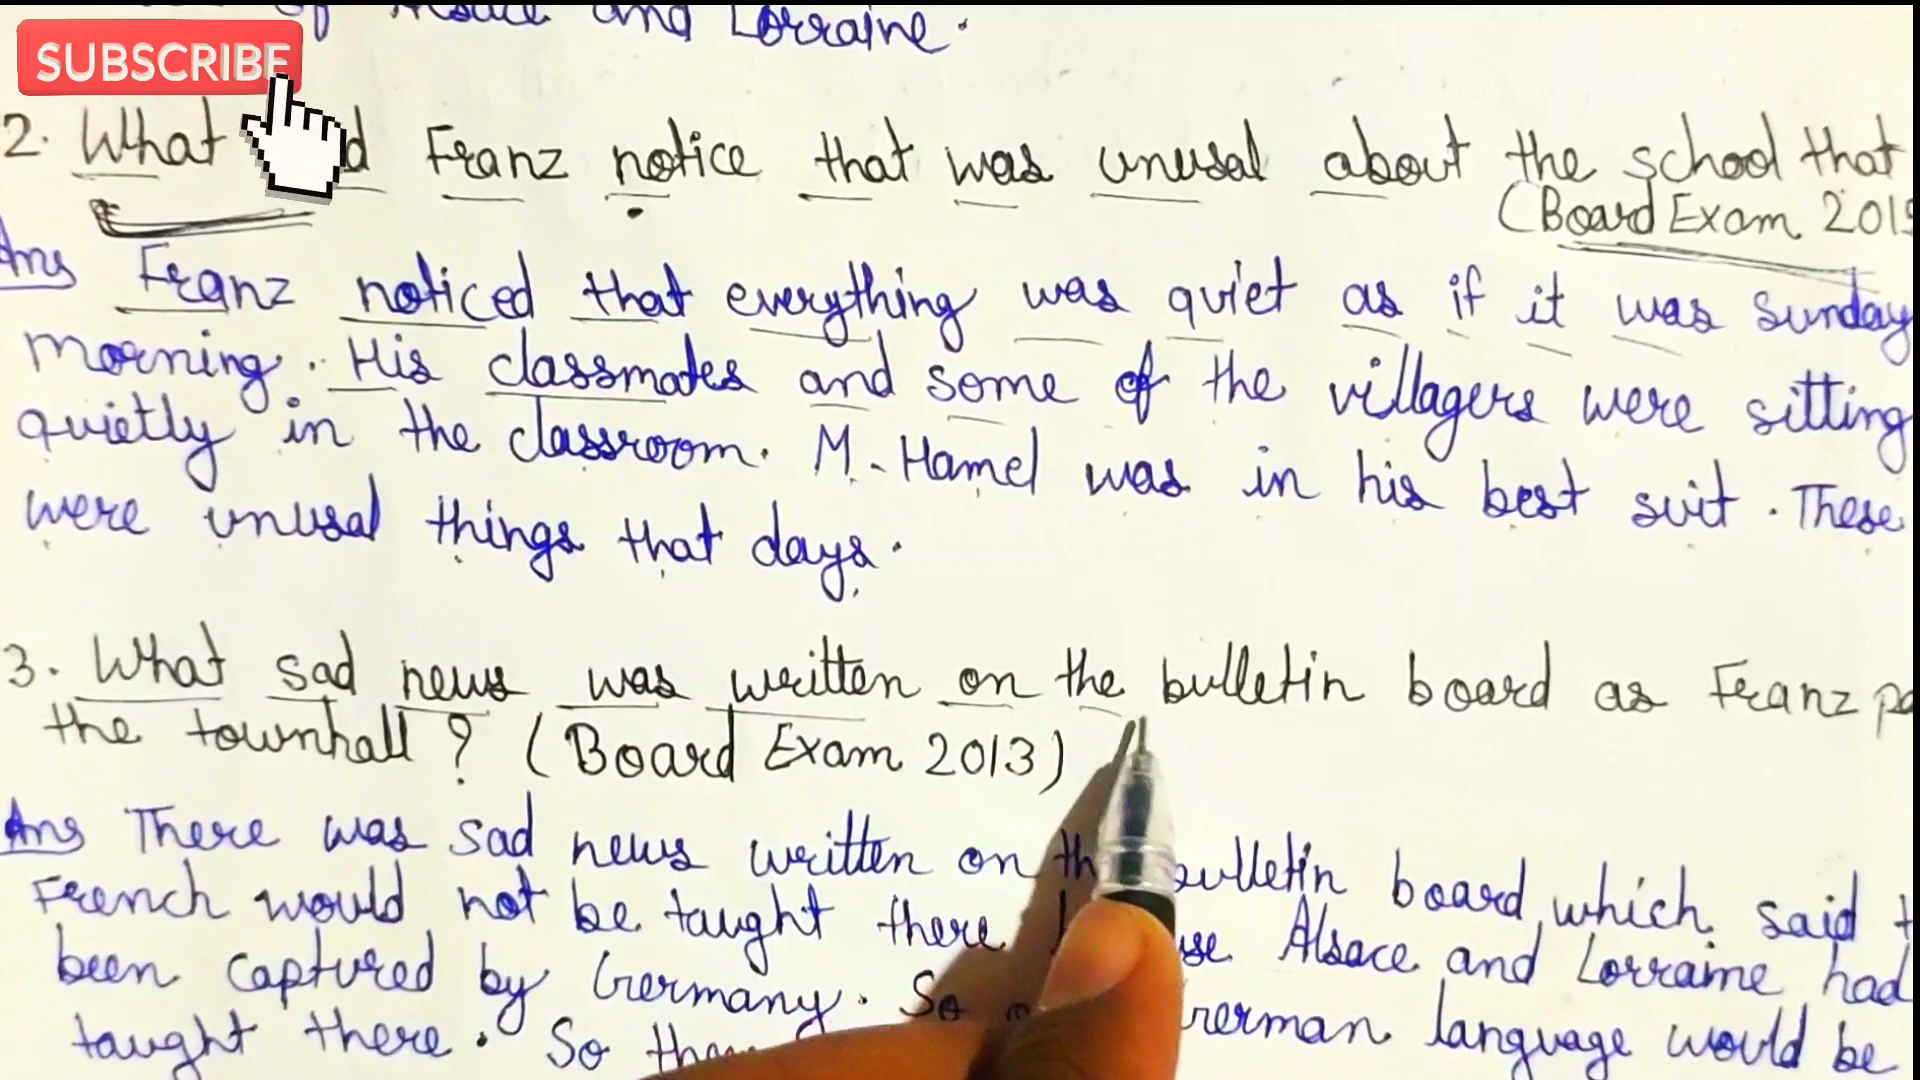 and Lorraine.
SUBSCRIBE
2. What Franz notice that was unusal about the school that
(Board Exam 201
Ans Franz noticed that everything was quiet as if it was Sunday
morning. His classmates and some of the villagers were sitting
quietly in the classroom. M. Hamel was in his best suit. These
were unusal things that days.
3. What sad news was written on the bulletin board as Franz
the townhall? (Board Exam 2013)
Ans There was sad news written on bulletin board which said
French would not be taught there Alsace and Lorraine had
been captured by Germany. So German language would be
taught there. So